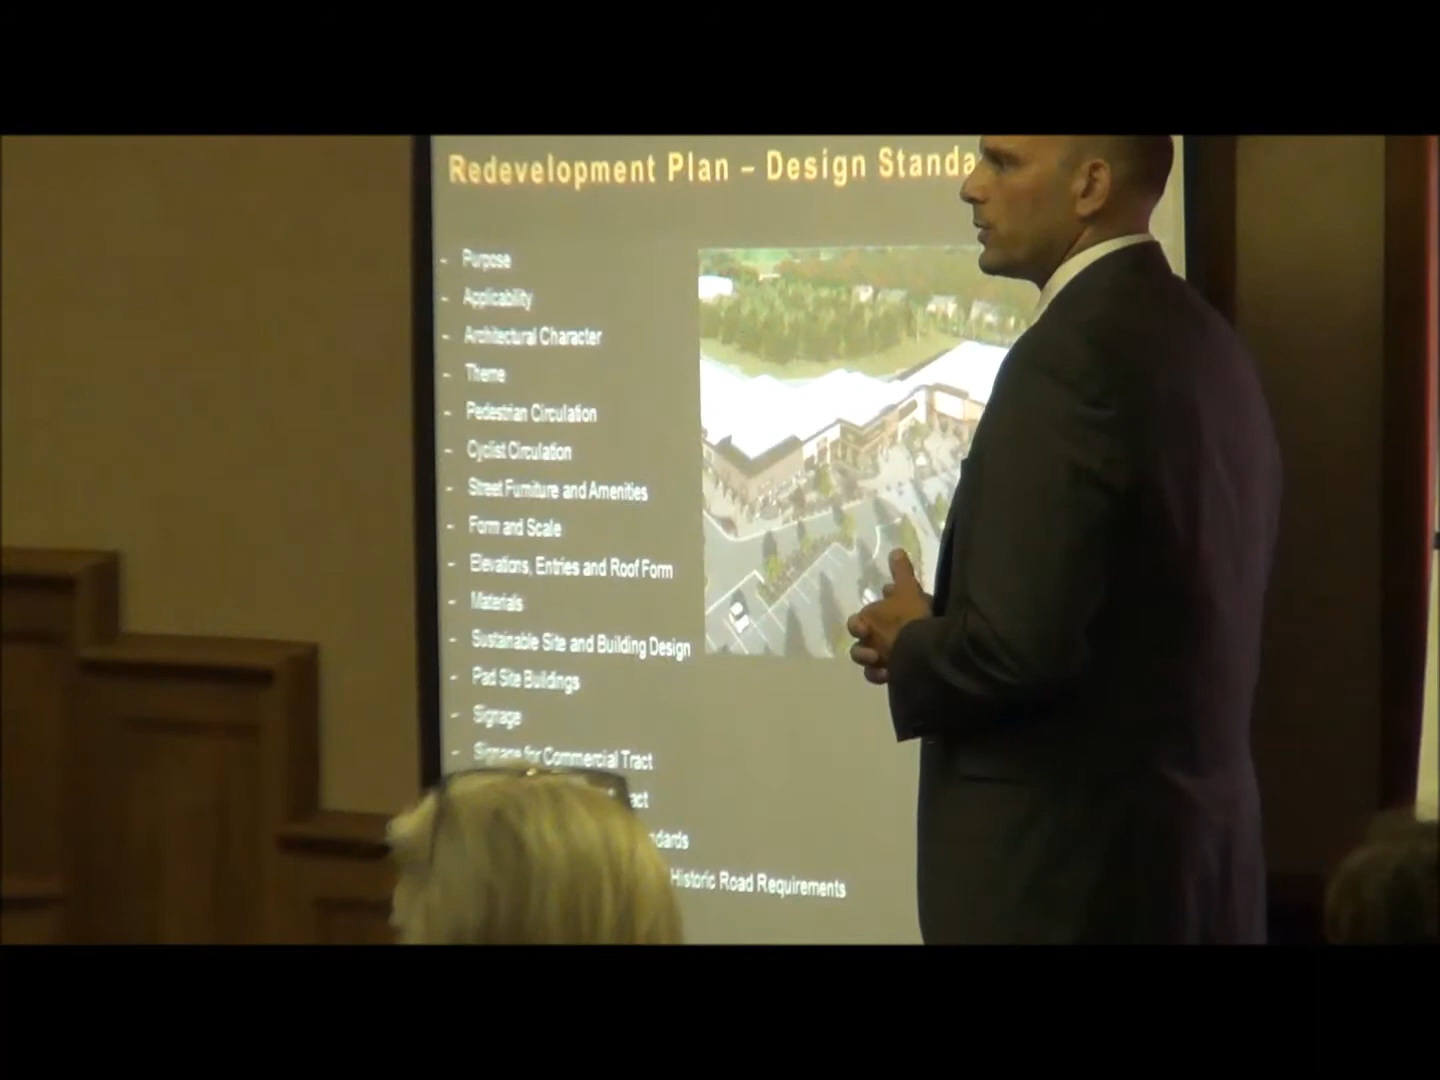 Redevelopment Plan – Design Standa
- Purpose
- Applicability
- Architectural Character
- Theme
- Pedestrian Circulation
- Cyclist Circulation
- Street Furniture and Amenities
- Form and Scale
- Elevations, Entries and Roof Form
- Materials
- Sustainable Site and Building Design
- Pad Site Buildings
- Signage
- Signage for Commercial Tract
act
dards
Historic Road Requirements